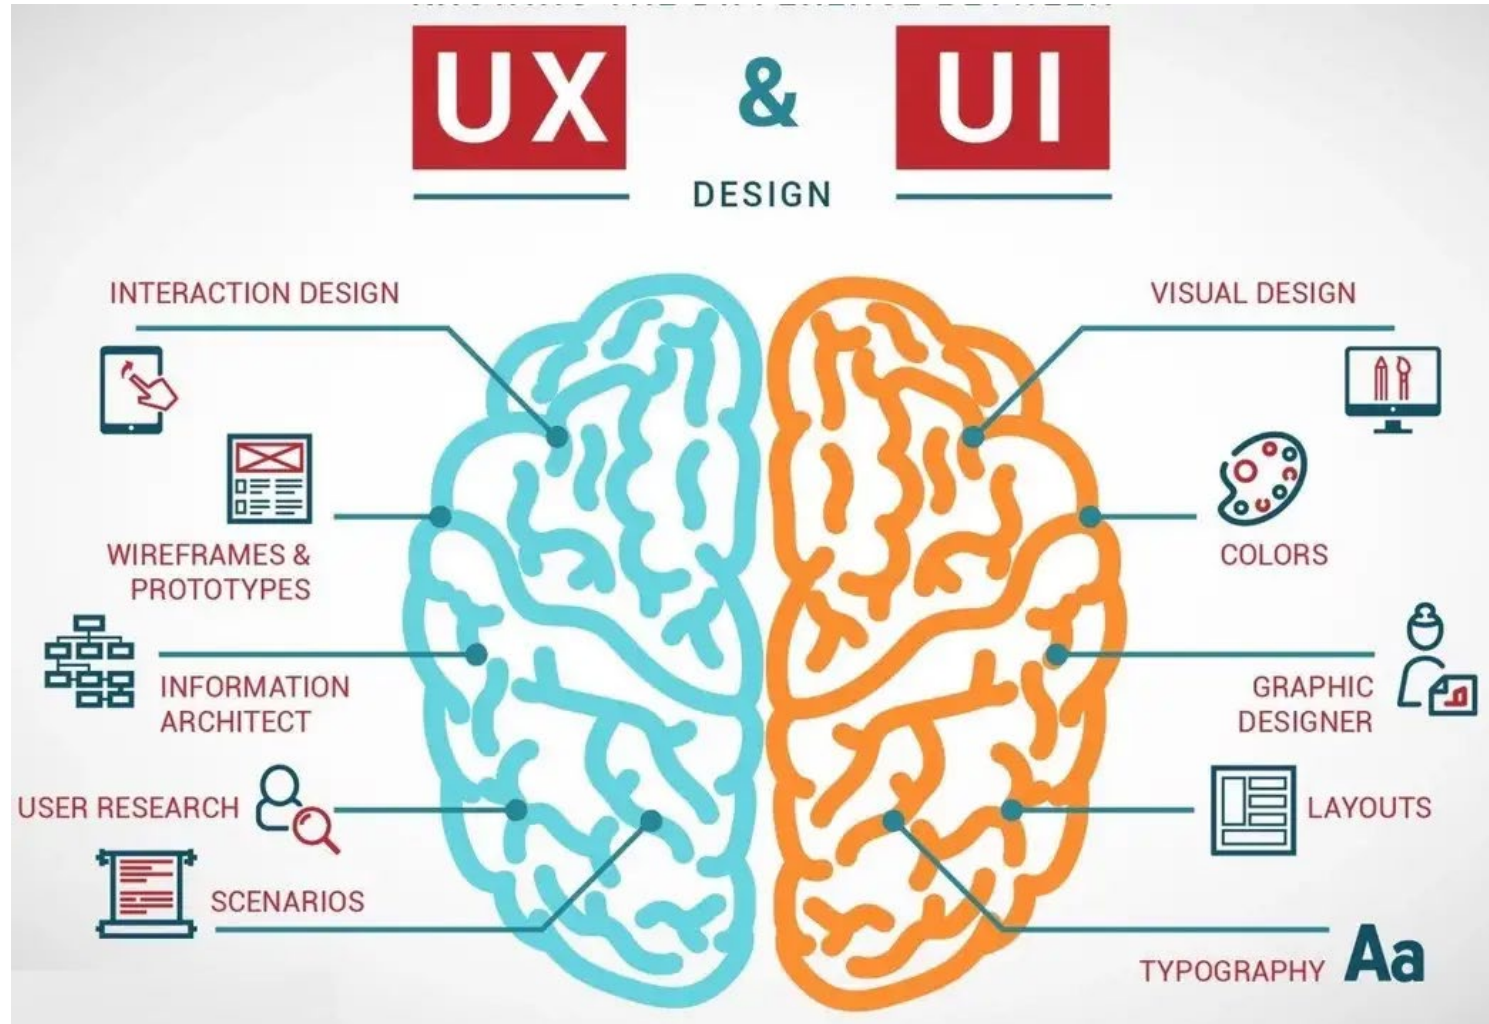 UX & UI
DESIGN
INTERACTION DESIGN
VISUAL DESIGN
WIREFRAMES &
PROTOTYPES
COLORS
INFORMATION
ARCHITECT
GRAPHIC
DESIGNER
USER RESEARCH
LAYOUTS
SCENARIOS
TYPOGRAPHY Aa